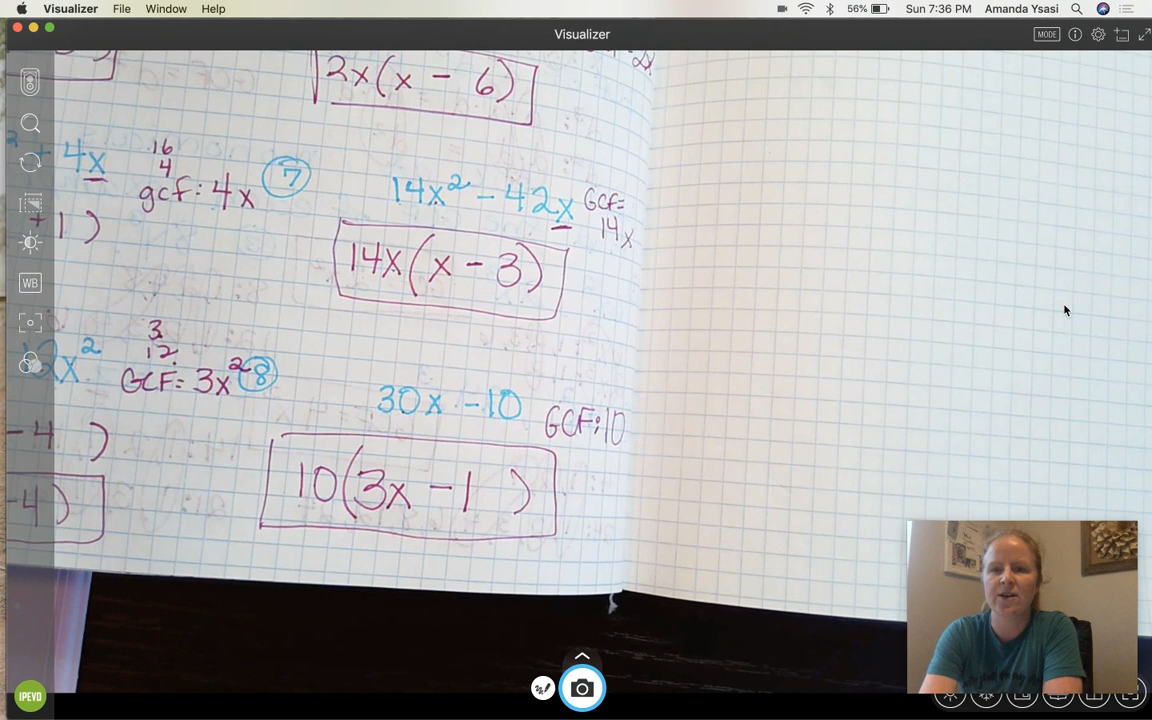 Visualizer File Window Help 56% Sun 7:36 PM Amanda Ysasi
Visualizer
MODE
2x(x - 6)
+ 4x
16
4
gcf: 4x
+1 )
7
14x² - 42x
GCF=
14x
14x(x - 3)
WB
2x²
3
12
GCF= 3x²
-4 )
-4)
8
30x - 10
GCF: 10
10(3x - 1 )
IPEVO